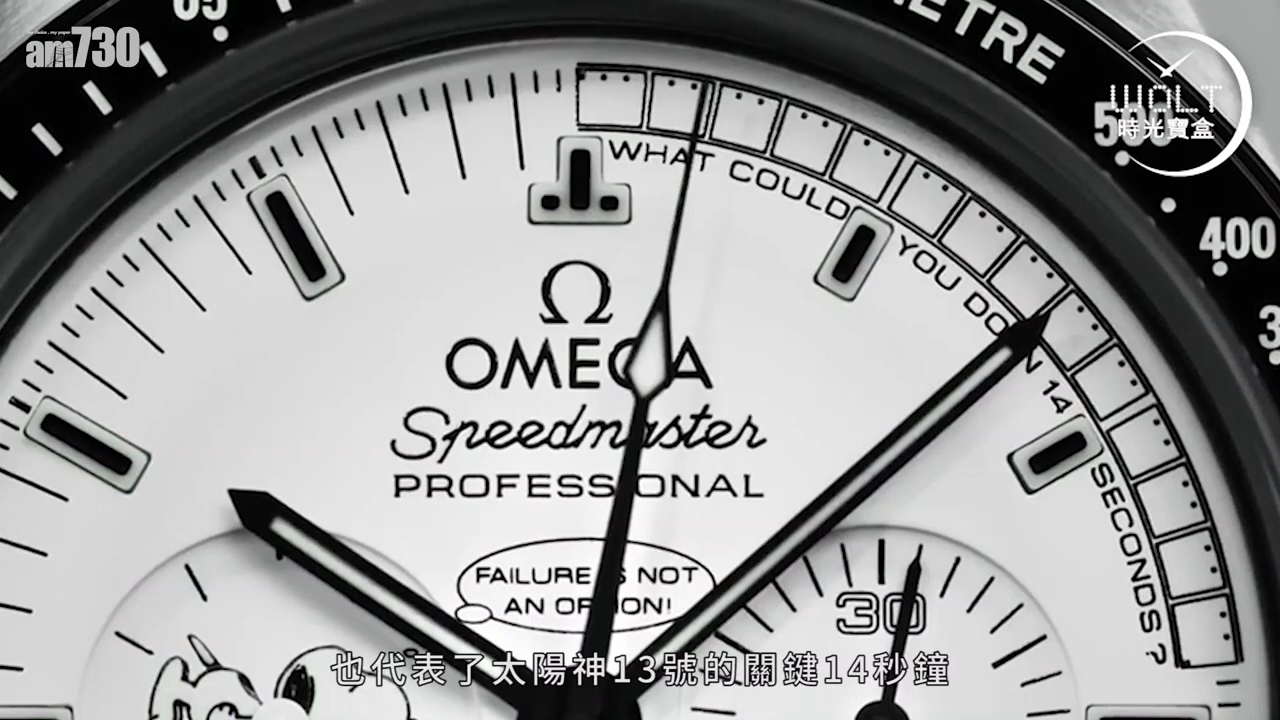 am730
65
METRE
500
400
WALT
時光寶盒
WHAT COULD YOU DO IN 14 SECONDS?
Ω
OMEGA
Speedmaster
PROFESSIONAL
FAILURE IS NOT
AN OPTION!
30
也代表了太陽神13號的關鍵14秒鐘